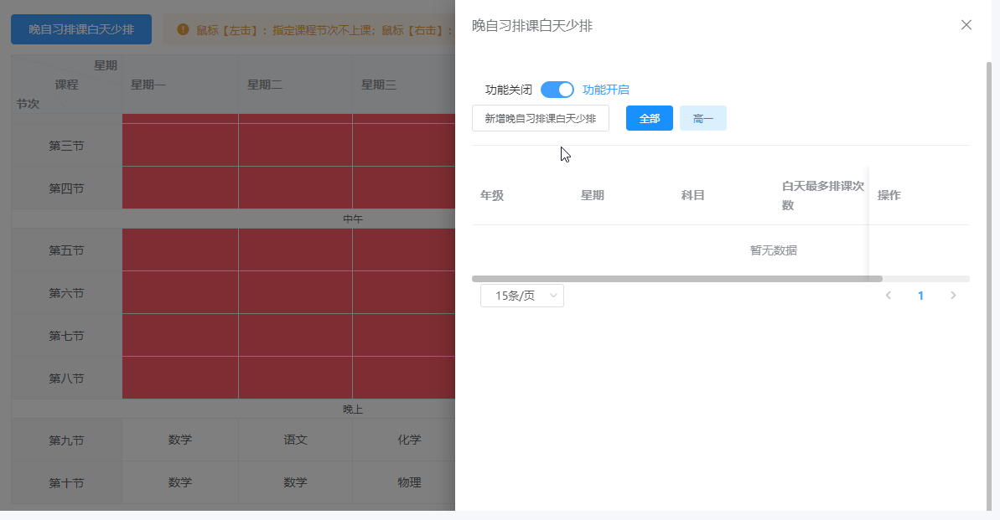 晚自习排课白天少排
鼠标【左击】：指定课程节次不上课；鼠标【右击】：
星期
课程
节次
星期一
星期二
星期三
第三节
第四节
中午
第五节
第六节
第七节
第八节
晚上
第九节 数学 语文 化学
第十节 数学 数学 物理
晚自习排课白天少排
功能关闭 功能开启
新增晚自习排课白天少排 全部 高一
年级 星期 科目 白天最多排课次
数
操作
暂无数据
15条/页 1